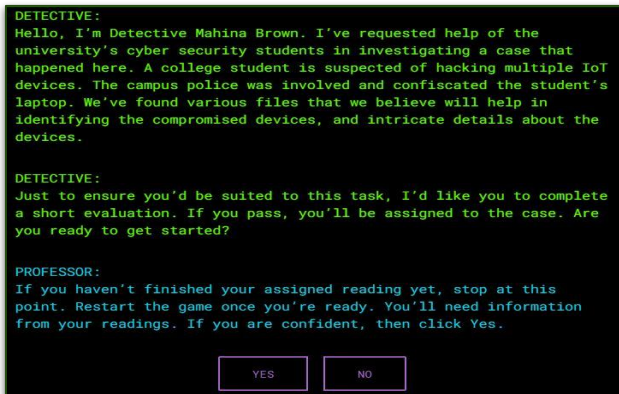 DETECTIVE:
Hello, I'm Detective Mahina Brown. I've requested help of the
university's cyber security students in investigating a case that
happened here. A college student is suspected of hacking multiple IoT
devices. The campus police was involved and confiscated the student's
laptop. We've found various files that we believe will help in
identifying the compromised devices, and intricate details about the
devices.
DETECTIVE:
Just to ensure you'd be suited to this task, I'd like you to complete
a short evaluation. If you pass, you'll be assigned to the case. Are
you ready to get started?
PROFESSOR:
If you haven't finished your assigned reading yet, stop at this
point. Restart the game once you're ready. You'll need information
from your readings. If you are confident, then click Yes.
YES NO